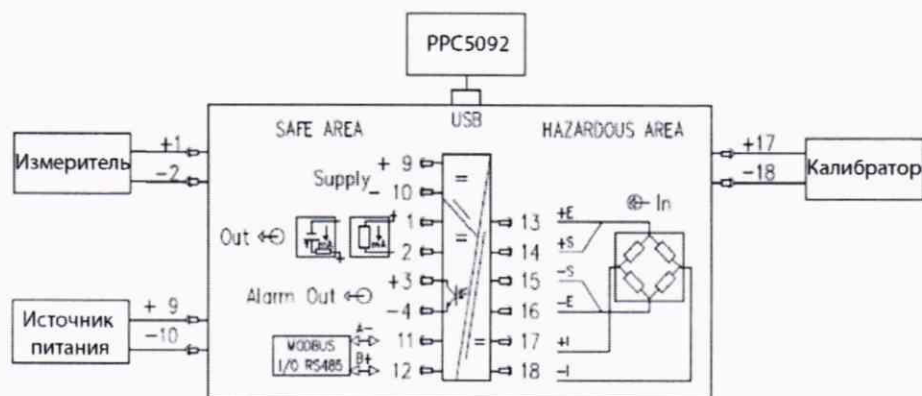 PPC5092
USB
SAFE AREA
HAZARDOUS AREA
Измеритель
+1
-2
+17
-18
Калибратор
Supply
+ 9
- 10
Out
1
2
Alarm Out
+3
-4
MODBUS
I/O RS485
A-
B+
11
12
In
13 +E
14 +S
15 -S
16 -E
17 +I
18 -I
Источник
питания
+ 9
-10